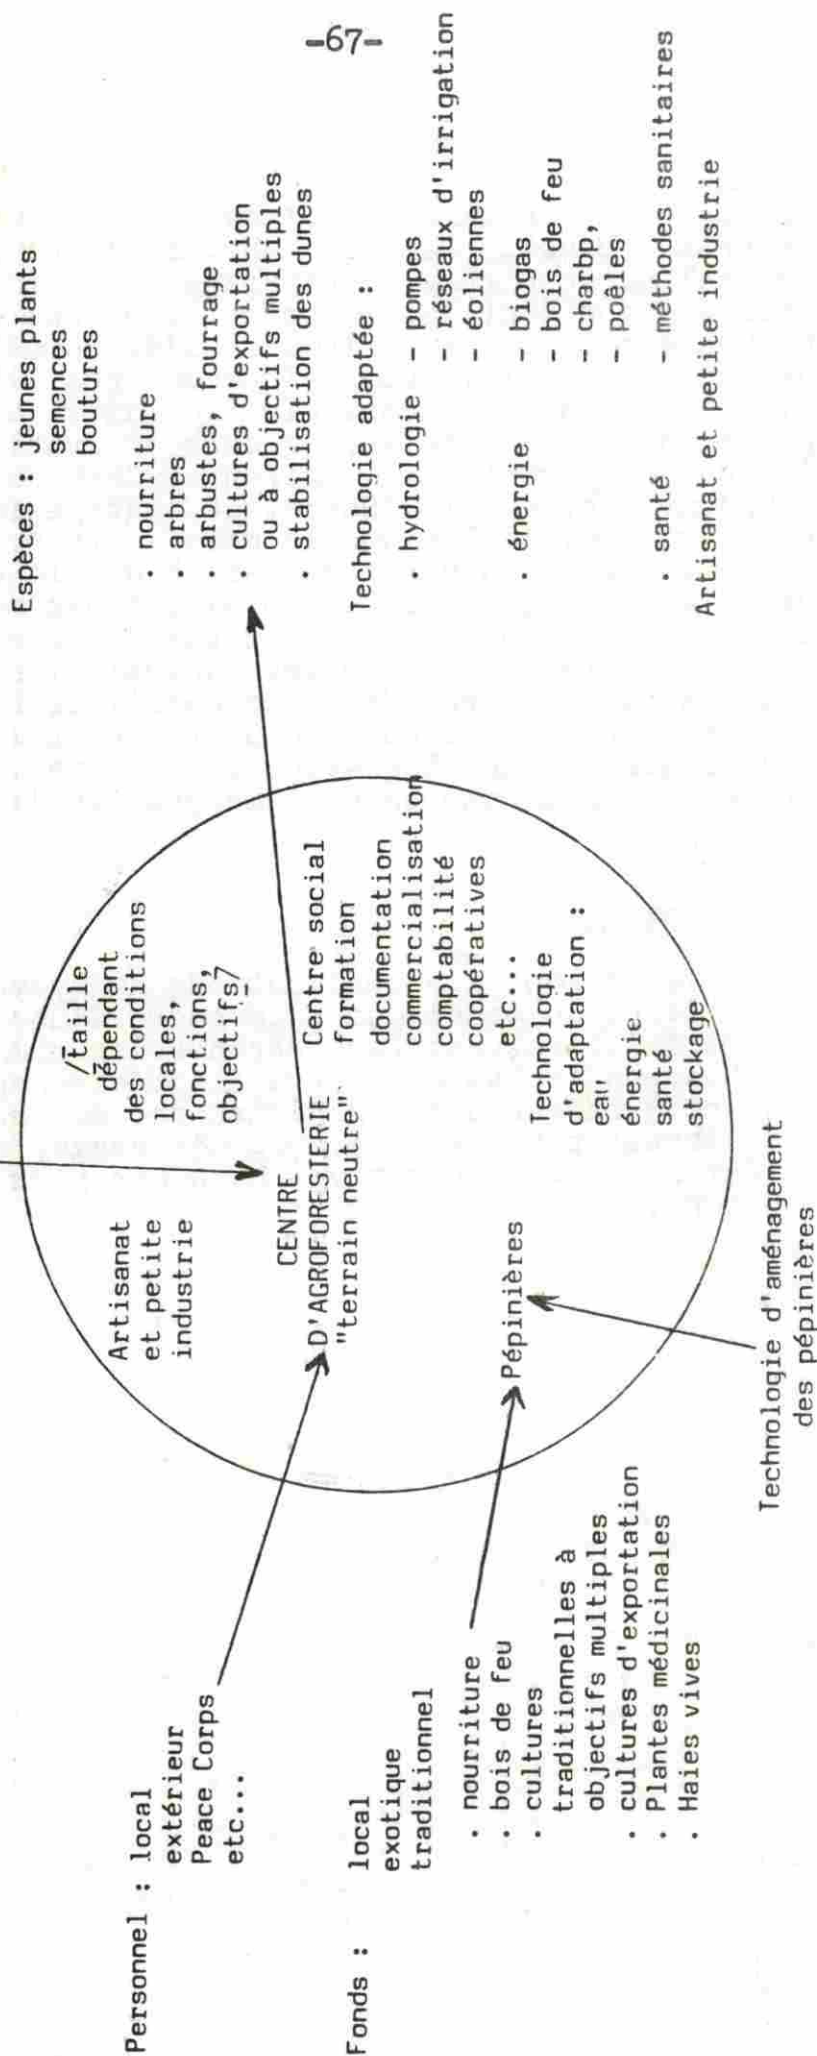 -67-
Personnel : local
extérieur
Peace Corps
etc...
Fonds : local
exotique
traditionnel
. nourriture
. bois de feu
. cultures
traditionnelles à
objectifs multiples
. cultures d'exportation
. Plantes médicinales
. Haies vives
Artisanat
et petite
industrie
/taille
dépendant
des conditions
locales,
fonctions,
objectifs7
CENTRE
D'AGROFORESTERIE
"terrain neutre"
Centre social
formation
documentation
commercialisation
comptabilité
coopératives
etc...
Technologie
d'adaptation :
eau
énergie
santé
stockage
Pépinières
Technologie d'aménagement
des pépinières
Espèces : jeunes plants
semences
boutures
. nourriture
. arbres
. arbustes, fourrage
. cultures d'exportation
ou à objectifs multiples
. stabilisation des dunes
Technologie adaptée :
. hydrologie - pompes
- réseaux d'irrigation
- éoliennes
. énergie - biogas
- bois de feu
- charbp,
- poêles
. santé - méthodes sanitaires
Artisanat et petite industrie